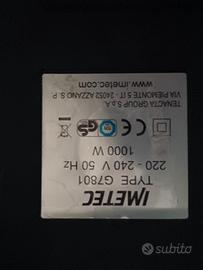 IMETEC
TYPE G7801
220 - 240 V 50 Hz
1000 W
GS
TENACTA GROUP S.p.A.
VIA PIEMONTE 5 IT - 24052 AZZANO S. P.
www.imetec.com
subito